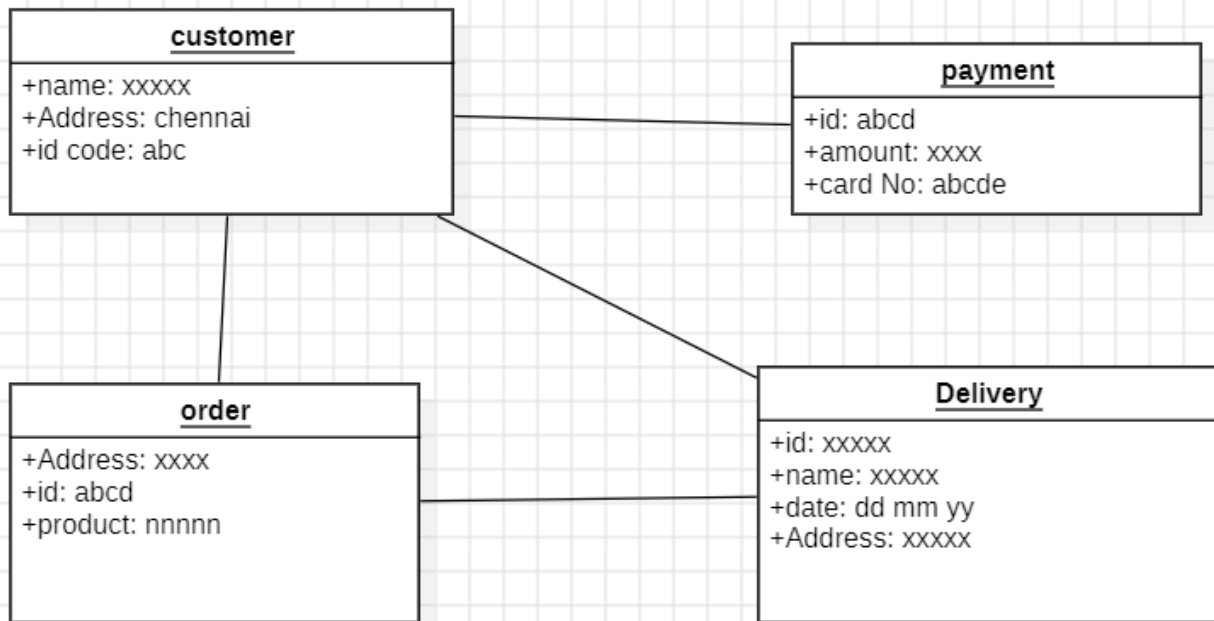 customer
+name: xxxxx
+Address: chennai
+id code: abc
payment
+id: abcd
+amount: xxxx
+card No: abcde
order
+Address: xxxx
+id: abcd
+product: nnnnn
Delivery
+id: xxxxx
+name: xxxxx
+date: dd mm yy
+Address: xxxxx